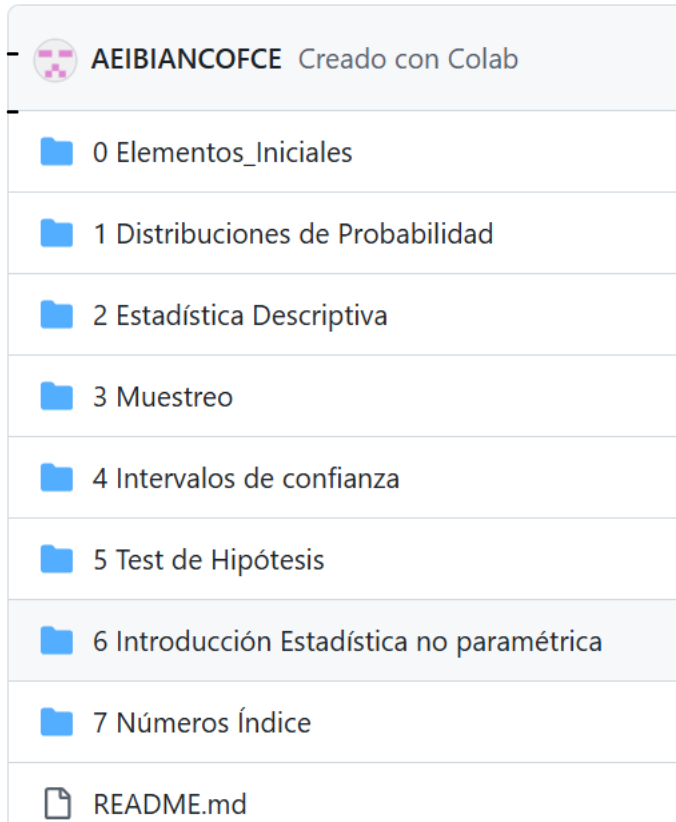 AEIBIANCOFCE Creado con Colab
0 Elementos_Iniciales
1 Distribuciones de Probabilidad
2 Estadística Descriptiva
3 Muestreo
4 Intervalos de confianza
5 Test de Hipótesis
6 Introducción Estadística no paramétrica
7 Números Índice
README.md